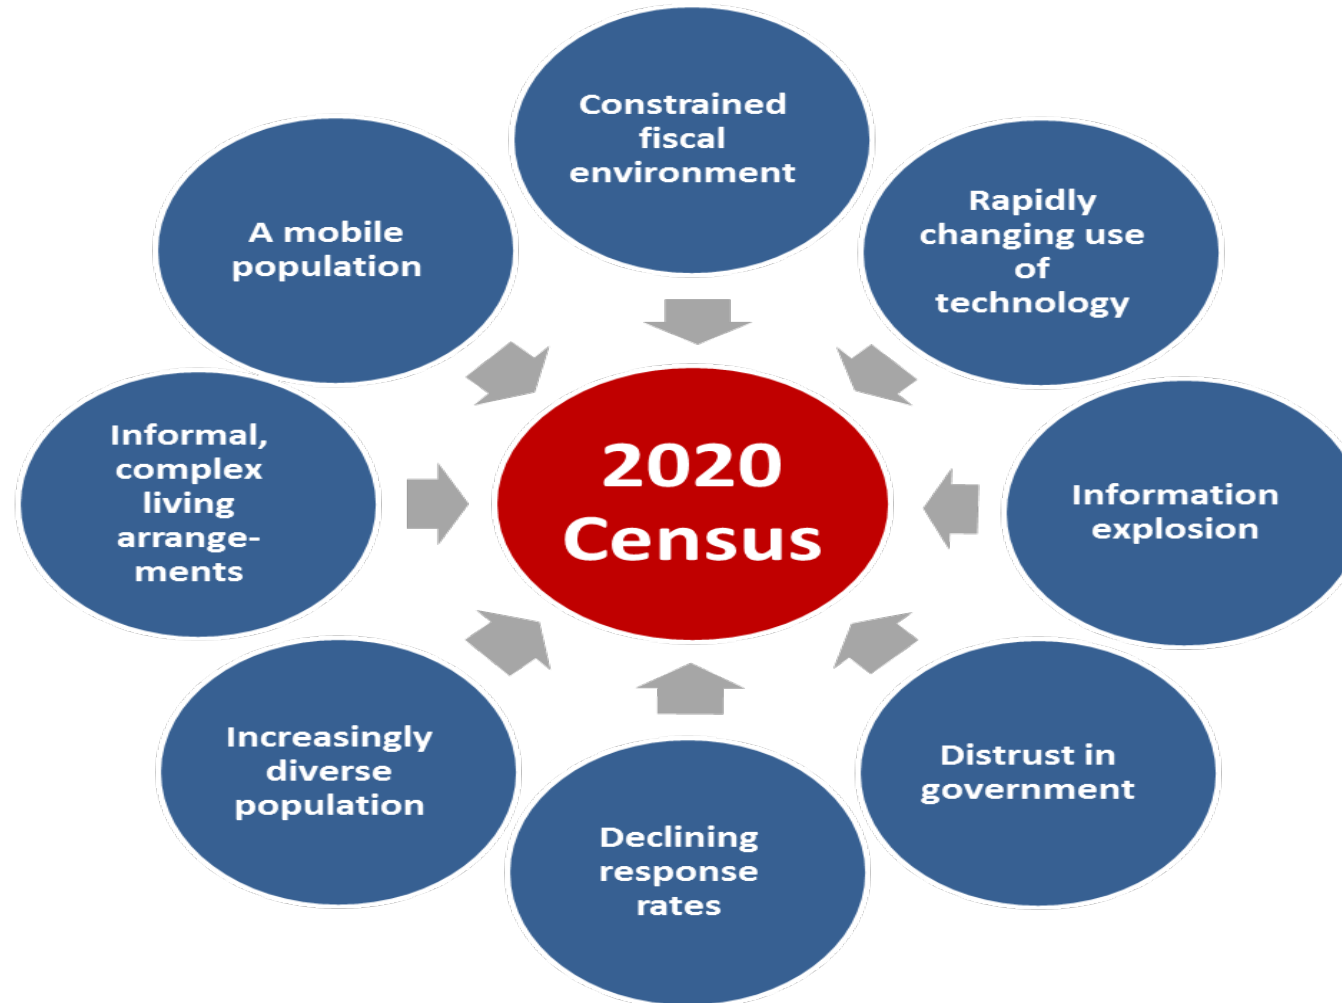 Constrained
fiscal
environment
Rapidly
changing use
of
technology
Information
explosion
Distrust in
government
Declining
response
rates
Increasingly
diverse
population
Informal,
complex
living
arrange-
ments
A mobile
population
2020
Census